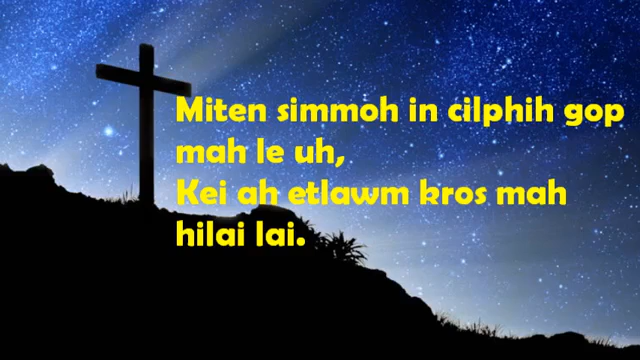 Miten simmoh in cilphih gop
mah le uh,
Kei ah etlawm kros mah
hilai lai.